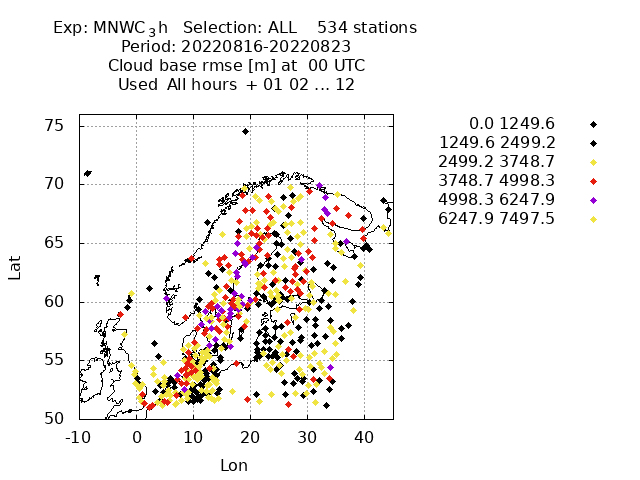 Exp: MNWC3h Selection: ALL 534 stations
Period: 20220816-20220823
Cloud base rmse [m] at 00 UTC
Used All hours + 01 02 ... 12
0.0 1249.6
1249.6 2499.2
2499.2 3748.7
3748.7 4998.3
4998.3 6247.9
6247.9 7497.5
75
70
65
60
55
50
Lat
-10 0 10 20 30 40
Lon